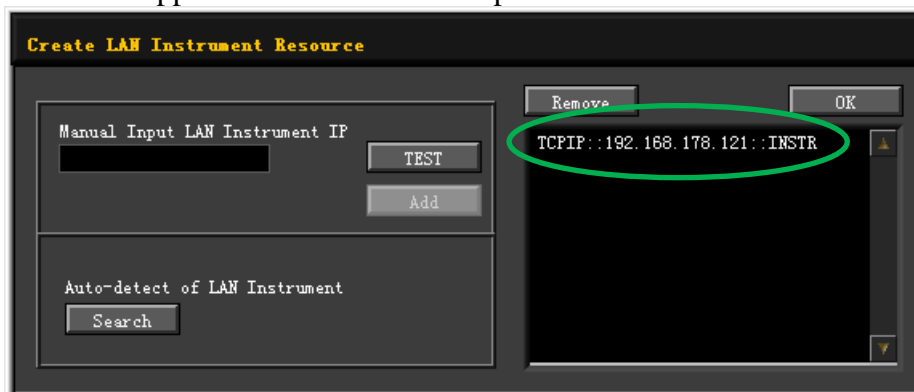 Create LAN Instrument Resource
Manual Input LAN Instrument IP
TEST
Add
Auto-detect of LAN Instrument
Search
Remove
OK
TCPIP::192.168.178.121::INSTR